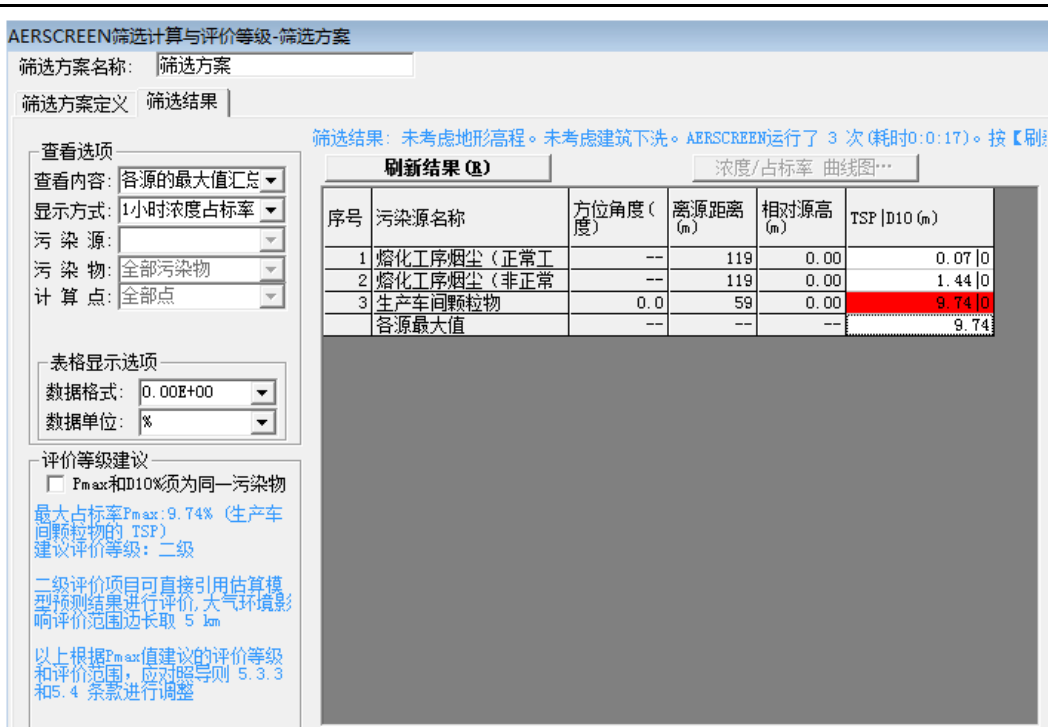 AERSCREEN筛选计算与评价等级-筛选方案
筛选方案名称: 筛选方案
筛选方案定义 筛选结果
筛选结果: 未考虑地形高程。未考虑建筑下洗。AERSCREEN运行了 3 次(耗时0:0:17)。按【刷
查看选项
查看内容: 各源的最大值汇总
显示方式: 1小时浓度占标率
污 染 源:
污 染 物: 全部污染物
计 算 点: 全部点
表格显示选项
数据格式: 0.00E+00
数据单位: %
评价等级建议
Pmax和D10%须为同一污染物
最大占标率Pmax:9.74% (生产车
间颗粒物的 TSP)
建议评价等级: 二级
二级评价项目可直接引用估算模
型预测结果进行评价,大气环境影
响评价范围边长取 5 km
以上根据Pmax值建议的评价等级
和评价范围, 应对照导则 5.3.3
和5.4 条款进行调整
刷新结果(R) 浓度/占标率 曲线图…
序号 污染源名称 方位角度(度) 离源距离(m) 相对源高(m) TSP|D10(m)
1 熔化工序烟尘(正常工 -- 119 0.00 0.07|0
2 熔化工序烟尘(非正常 -- 119 0.00 1.44|0
3 生产车间颗粒物 0.0 59 0.00 9.74|0
各源最大值 -- -- -- 9.74